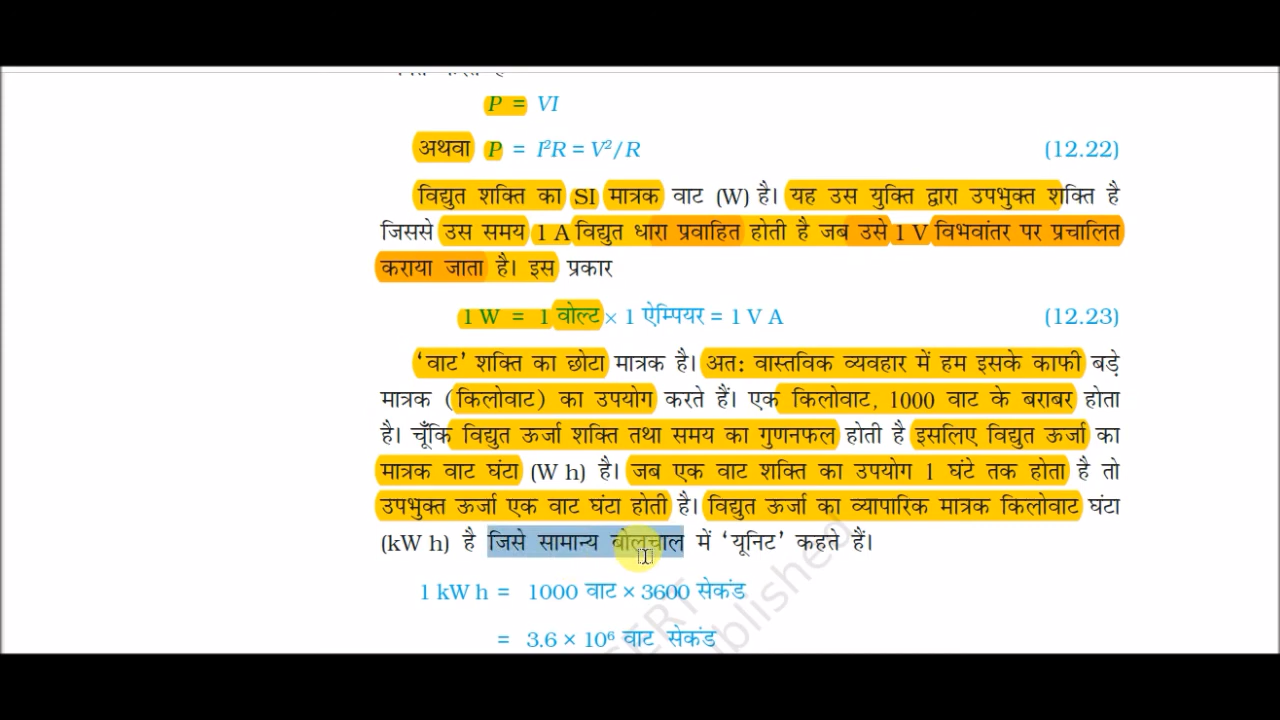 P = VI
अथवा P = I²R = V²/R (12.22)
विद्युत शक्ति का SI मात्रक वाट (W) है। यह उस युक्ति द्वारा उपभुक्त शक्ति है
जिससे उस समय 1 A विद्युत धारा प्रवाहित होती है जब उसे 1 V विभवांतर पर प्रचालित
कराया जाता है। इस प्रकार
1 W = 1 वोल्ट × 1 ऐम्पियर = 1 V A (12.23)
‘वाट’ शक्ति का छोटा मात्रक है। अत: वास्तविक व्यवहार में हम इसके काफी बड़े
मात्रक (किलोवाट) का उपयोग करते हैं। एक किलोवाट, 1000 वाट के बराबर होता
है। चूँकि विद्युत ऊर्जा शक्ति तथा समय का गुणनफल होती है इसलिए विद्युत ऊर्जा का
मात्रक वाट घंटा (W h) है। जब एक वाट शक्ति का उपयोग 1 घंटे तक होता है तो
उपभुक्त ऊर्जा एक वाट घंटा होती है। विद्युत ऊर्जा का व्यापारिक मात्रक किलोवाट घंटा
(kW h) है जिसे सामान्य बोलचाल में ‘यूनिट’ कहते हैं।
1 kW h = 1000 वाट × 3600 सेकंड
= 3.6 × 10⁶ वाट सेकंड